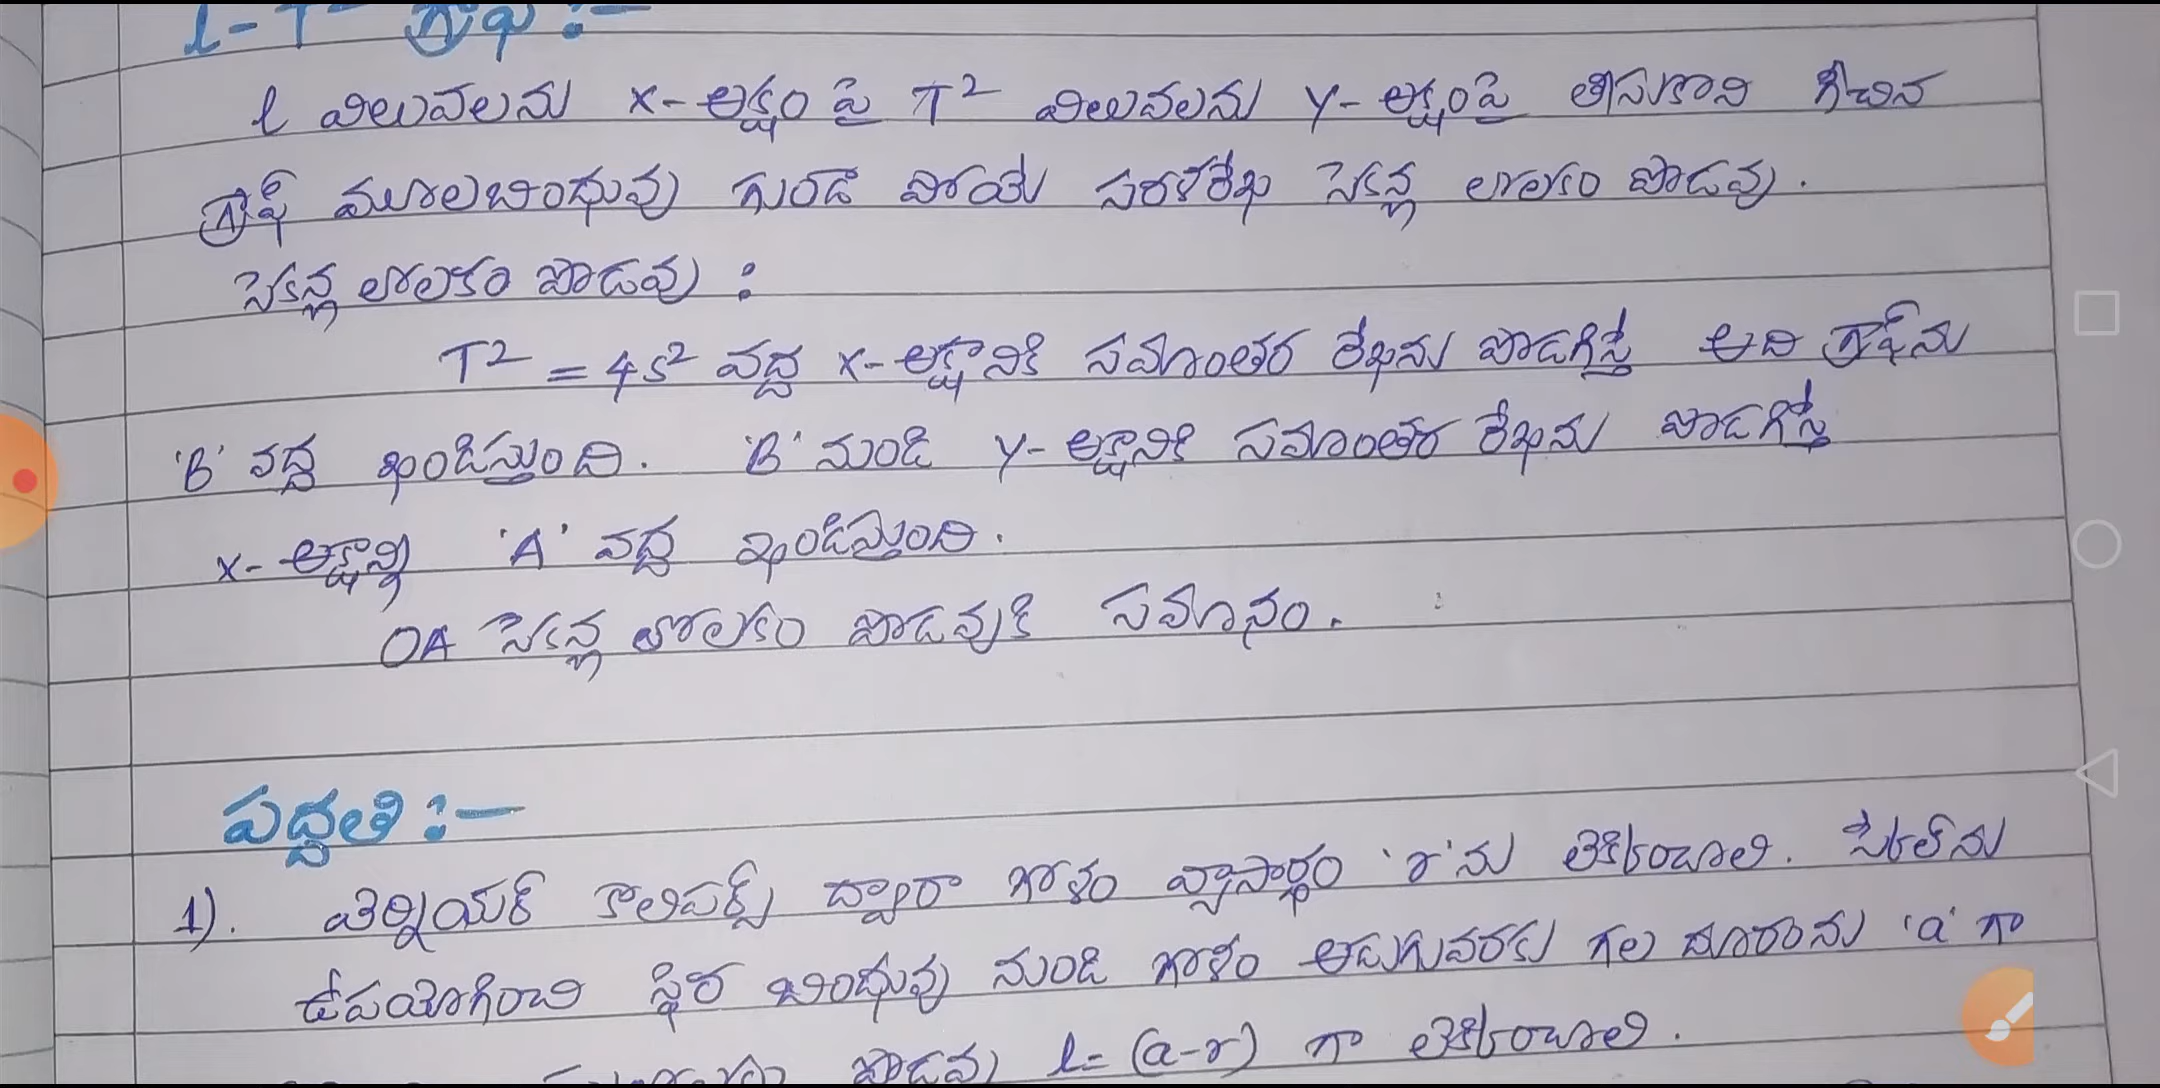 l-T² గ్రాఫ్ :-
l విలువలను x-అక్షం పై T² విలువలను y-అక్షంపై తీసుకొని గీచిన
గ్రాఫ్ మూలబింధువు గుండా పోయే సరళరేఖ సెకన్ల లోలకం పొడవు.
సెకన్ల లోలకం పొడవు :
T² = 4s² వద్ద x-అక్షానికి సమాంతర రేఖను పొడగిస్తే అది గ్రాఫ్‌ను
'B' వద్ద ఖండిస్తుంది. 'B' నుండి y-అక్షానికి సమాంతర రేఖను పొడగిస్తే
x-అక్షాన్ని 'A' వద్ద ఖండిస్తుంది.
OA సెకన్ల లోలకం పొడవుకి సమానం.
పద్ధతి :-
1). వెర్నియర్ కాలిపర్స్ ద్వారా గోళం వ్యాసార్థం 'r'ను లెక్కించాలి. స్కేల్‌ను
ఉపయోగించి స్థిర బింధువు నుండి గోళం అడుగువరకు గల దూరాను 'a' గా
పొడవు l= (a-r) గా లెక్కించాలి.